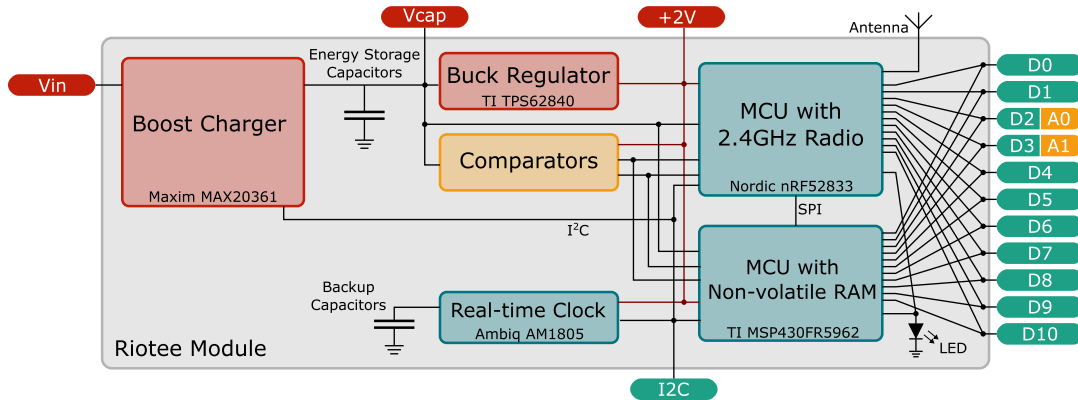 Vcap
+2V
Antenna
Energy Storage
Capacitors
Vin
Boost Charger
Maxim MAX20361
Buck Regulator
TI TPS62840
Comparators
MCU with
2.4GHz Radio
Nordic nRF52833
SPI
I²C
MCU with
Non-volatile RAM
TI MSP430FR5962
Backup
Capacitors
Real-time Clock
Ambiq AM1805
LED
Riotee Module
I2C
D0
D1
D2 A0
D3 A1
D4
D5
D6
D7
D8
D9
D10